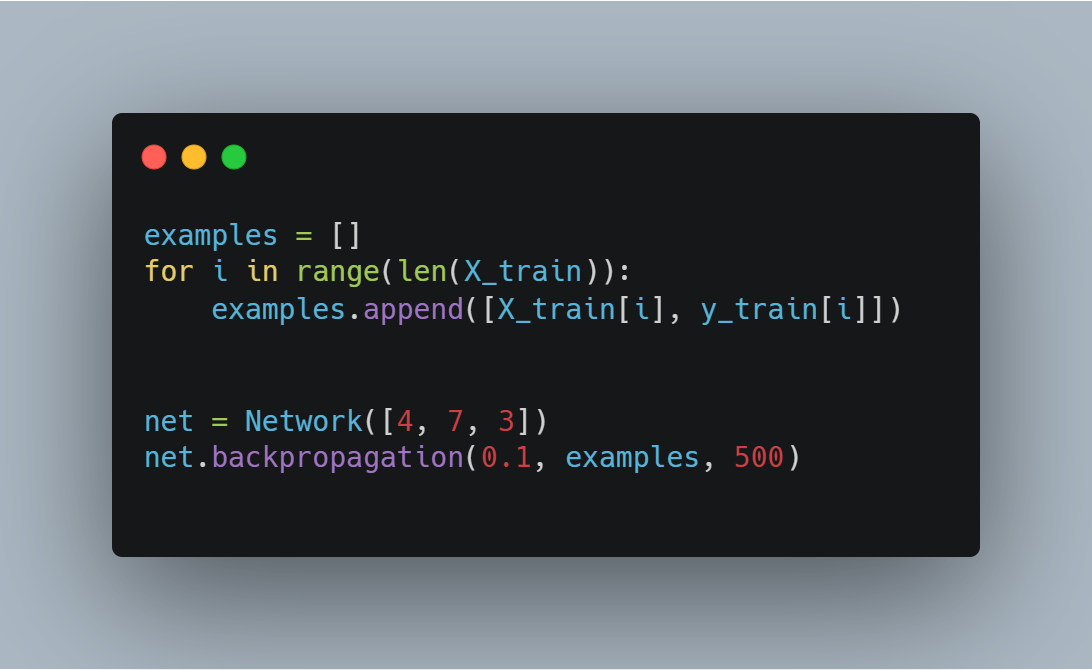 examples = []
for i in range(len(X_train)):
    examples.append([X_train[i], y_train[i]])
net = Network([4, 7, 3])
net.backpropagation(0.1, examples, 500)